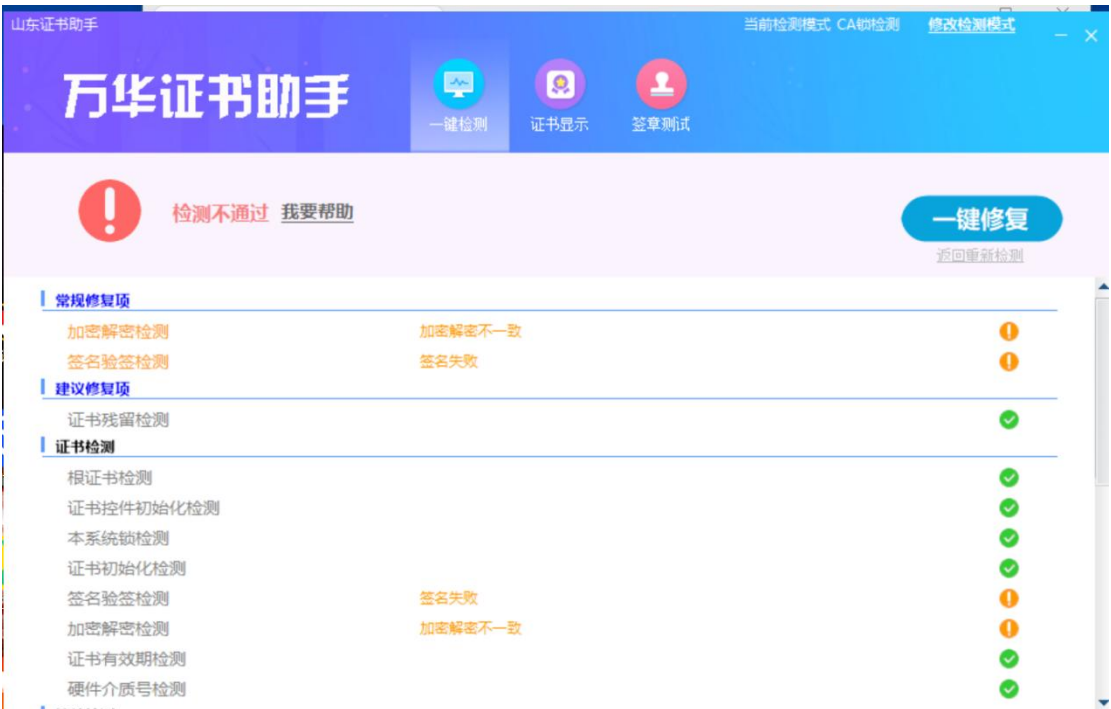 山东证书助手 当前检测模式 CA锁检测 修改检测模式
万华证书助手
一键检测 证书显示 签章测试
检测不通过 我要帮助 一键修复
返回重新检测
常规修复项
加密解密检测 加密解密不一致
签名验签检测 签名失败
建议修复项
证书残留检测
证书检测
根证书检测
证书控件初始化检测
本系统锁检测
证书初始化检测
签名验签检测 签名失败
加密解密检测 加密解密不一致
证书有效期检测
硬件介质号检测